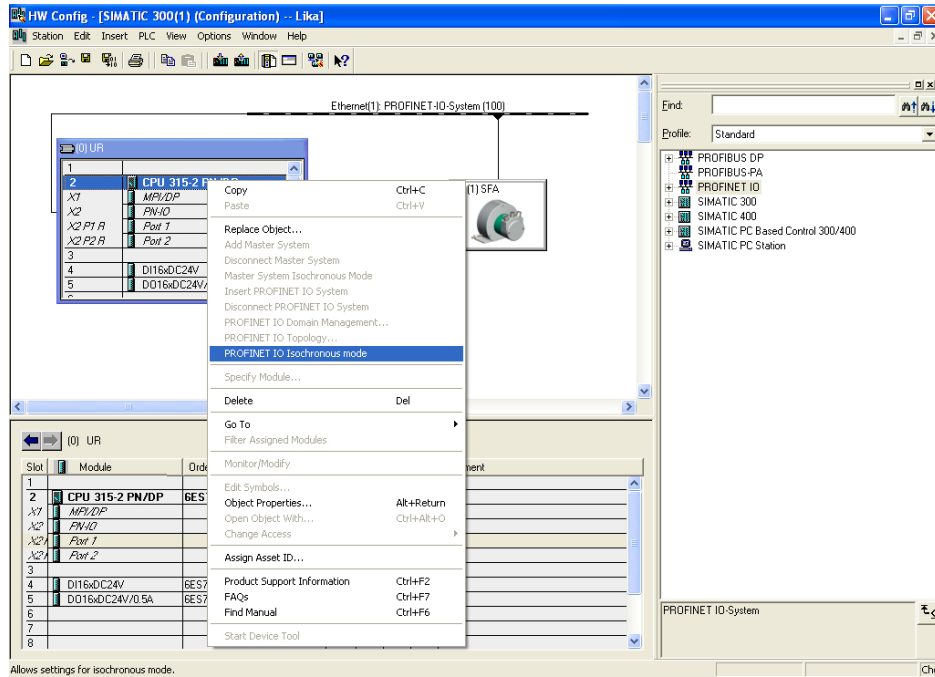 HW Config - [SIMATIC 300(1) (Configuration) -- Lika]
Station Edit Insert PLC View Options Window Help
Ethernet(1): PROFINET-IO-System (100)
(0) UR
1
2 CPU 315-2 PN/DP
X1 MPI/DP
X2 PN-IO
X2 P1 R Port 1
X2 P2 R Port 2
3
4 DI16xDC24V
5 DO16xDC24V/
(1) SFA
Copy Ctrl+C
Paste Ctrl+V
Replace Object...
Add Master System
Disconnect Master System
Master System Isochronous Mode
Insert PROFINET IO System
Disconnect PROFINET IO System
PROFINET IO Domain Management...
PROFINET IO Topology...
PROFINET IO Isochronous mode
Specify Module...
Delete Del
Go To
Filter Assigned Modules
Monitor/Modify
Edit Symbols...
Object Properties... Alt+Return
Open Object With... Ctrl+Alt+O
Change Access
Assign Asset ID...
Product Support Information Ctrl+F2
FAQs Ctrl+F7
Find Manual Ctrl+F6
Start Device Tool
Find:
Profile: Standard
PROFIBUS DP
PROFIBUS-PA
PROFINET IO
SIMATIC 300
SIMATIC 400
SIMATIC PC Based Control 300/400
SIMATIC PC Station
PROFINET IO-System
(0) UR
Slot Module Orde ment
1
2 CPU 315-2 PN/DP 6ES7
X1 MPI/DP
X2 PN-IO
X2 Port 1
X2 Port 2
3
4 DI16xDC24V 6ES7
5 DO16xDC24V/0.5A 6ES7
6
7
8
Allows settings for isochronous mode.
Ch